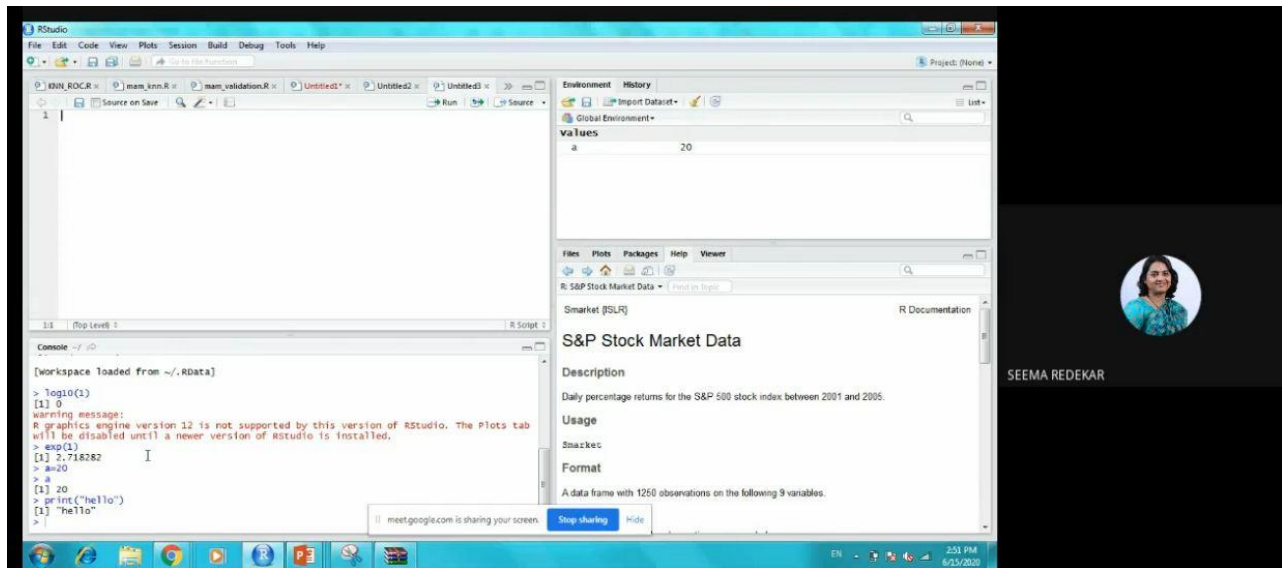 RStudio
File Edit Code View Plots Session Build Debug Tools Help
Go to file/function
Project: (None)
KNN_ROC.R
mam_knn.R
mam_validation.R
Untitled1*
Untitled2
Untitled3
Source on Save
Run
Source
1
1:1
(Top Level)
R Script
Console ~/
[Workspace loaded from ~/.RData]
> log10(1)
[1] 0
Warning message:
R graphics engine version 12 is not supported by this version of RStudio. The Plots tab
will be disabled until a newer version of RStudio is installed.
> exp(1)
[1] 2.718282
> a=20
> a
[1] 20
> print("hello")
[1] "hello"
>
Environment History
Import Dataset
List
Global Environment
values
a 20
Files Plots Packages Help Viewer
R: S&P Stock Market Data
Find in Topic
Smarket {ISLR}
R Documentation
S&P Stock Market Data
Description
Daily percentage returns for the S&P 500 stock index between 2001 and 2005.
Usage
Smarket
Format
A data frame with 1250 observations on the following 9 variables.
meet.google.com is sharing your screen.
Stop sharing
Hide
SEEMA REDEKAR
EN
2:51 PM
6/15/2020